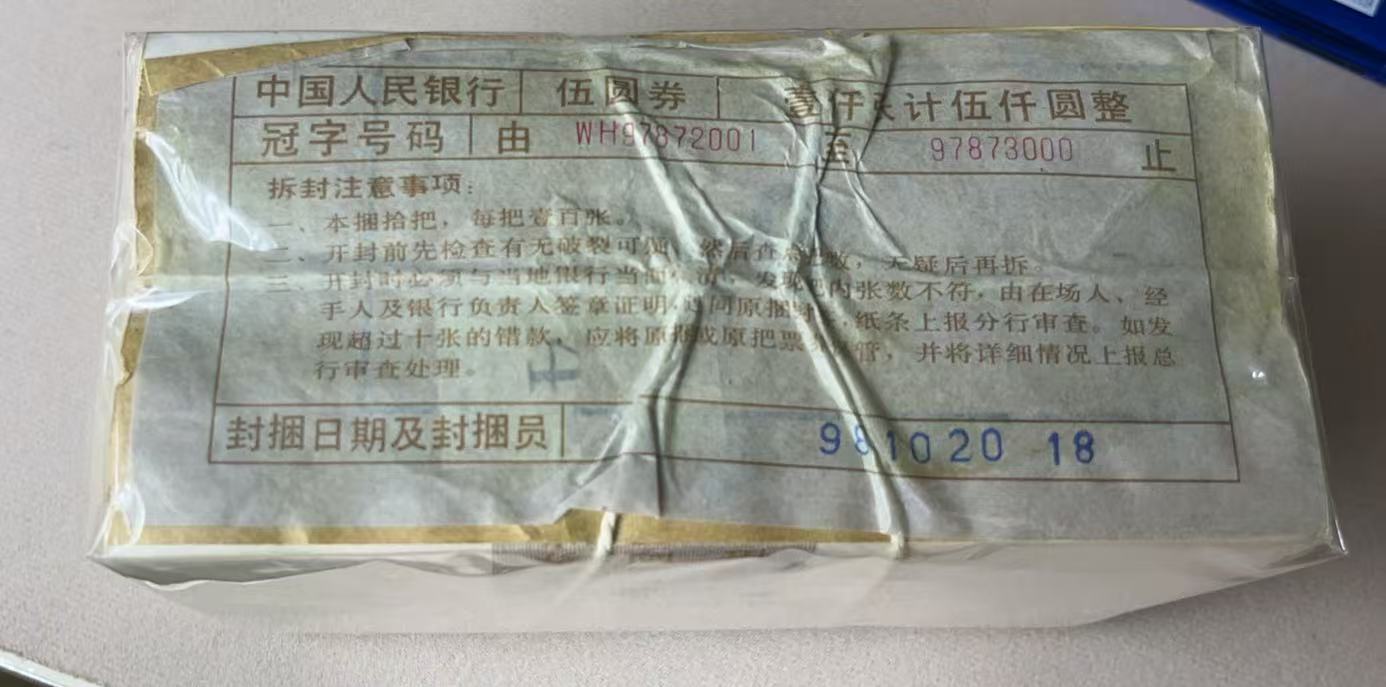 中国人民银行 伍圆券 壹仟张计伍仟圆整
冠字号码 由 WH97872001 至 97873000 止
拆封注意事项：
一、本捆拾把，每把壹百张。
二、开封前先检查有无破裂可疑，然后查点把数，无疑后再拆。
三、开封时必须与当地银行当面点清，发现把内张数不符，由在场人、经
手人及银行负责人签章证明，连同原捆封签，纸条上报分行审查。如发
现超过十张的错款，应将原捆或原把票券保管，并将详细情况上报总
行审查处理。
封捆日期及封捆员 981020 18